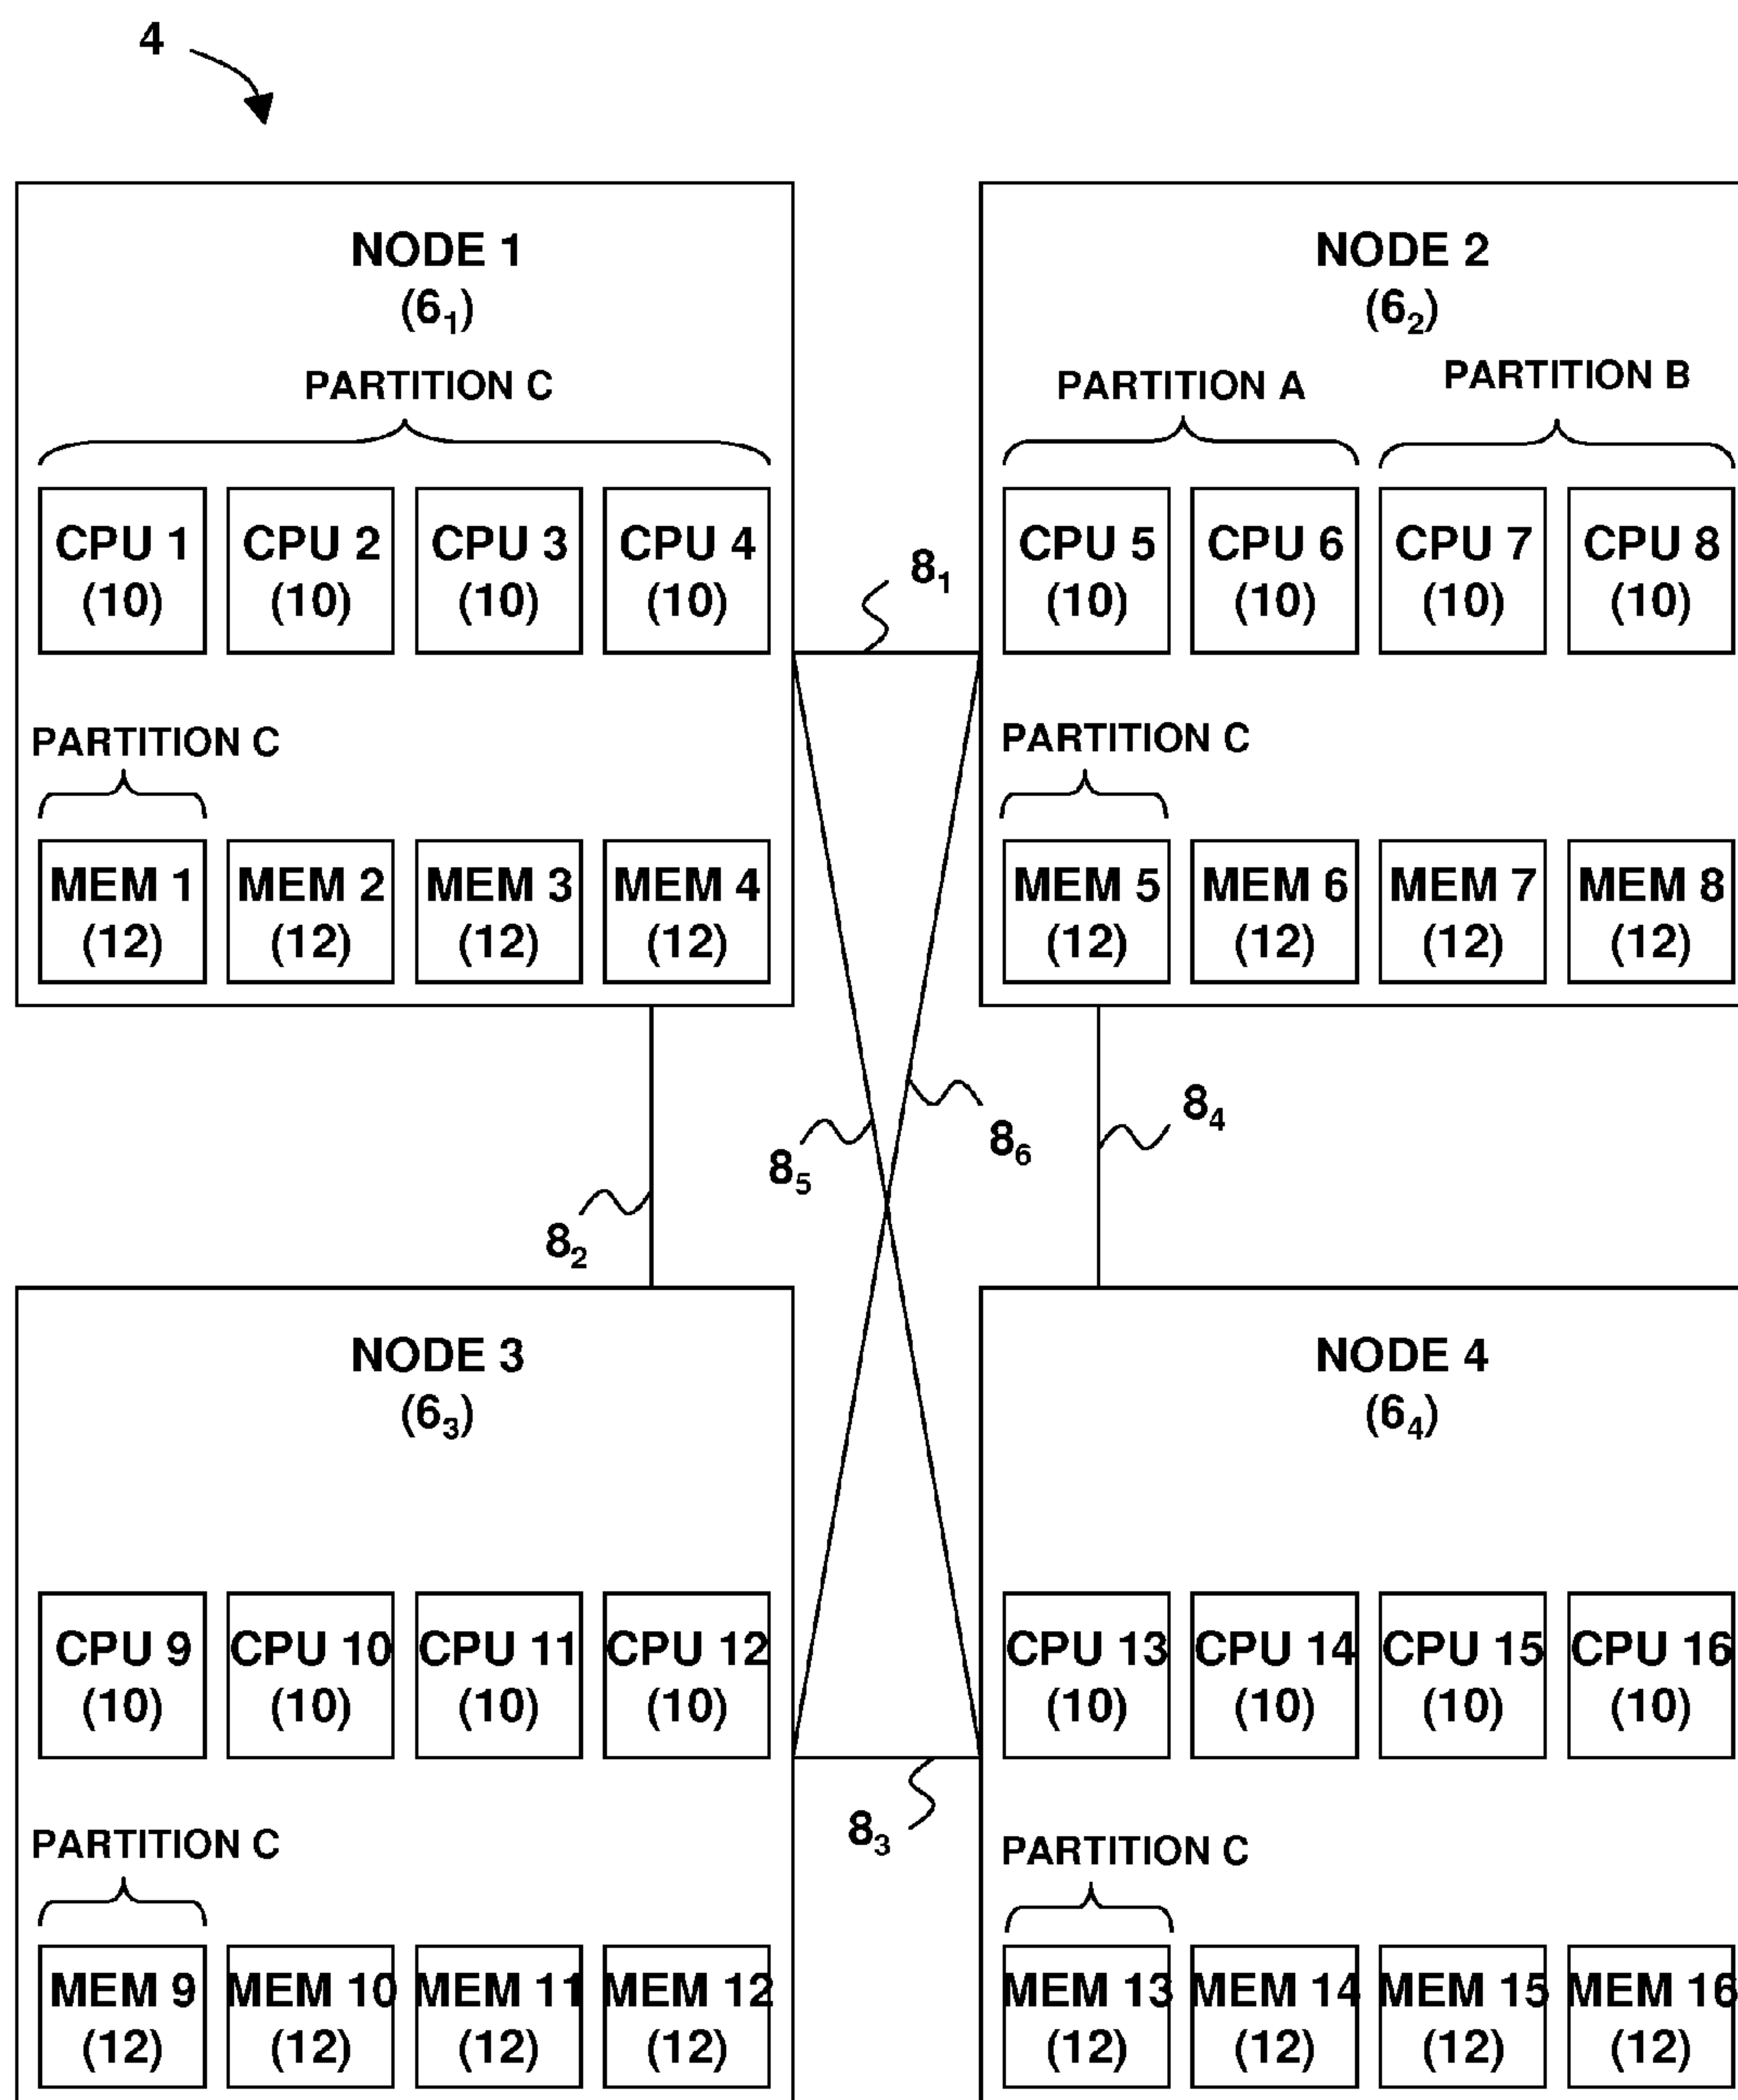 4
NODE 1
(6₁)
PARTITION C
CPU 1
(10)
CPU 2
(10)
CPU 3
(10)
CPU 4
(10)
PARTITION C
MEM 1
(12)
MEM 2
(12)
MEM 3
(12)
MEM 4
(12)
NODE 2
(6₂)
PARTITION A
PARTITION B
CPU 5
(10)
CPU 6
(10)
CPU 7
(10)
CPU 8
(10)
PARTITION C
MEM 5
(12)
MEM 6
(12)
MEM 7
(12)
MEM 8
(12)
8₁
8₅
8₆
8₄
8₂
NODE 3
(6₃)
CPU 9
(10)
CPU 10
(10)
CPU 11
(10)
CPU 12
(10)
PARTITION C
MEM 9
(12)
MEM 10
(12)
MEM 11
(12)
MEM 12
(12)
8₃
NODE 4
(6₄)
CPU 13
(10)
CPU 14
(10)
CPU 15
(10)
CPU 16
(10)
PARTITION C
MEM 13
(12)
MEM 14
(12)
MEM 15
(12)
MEM 16
(12)